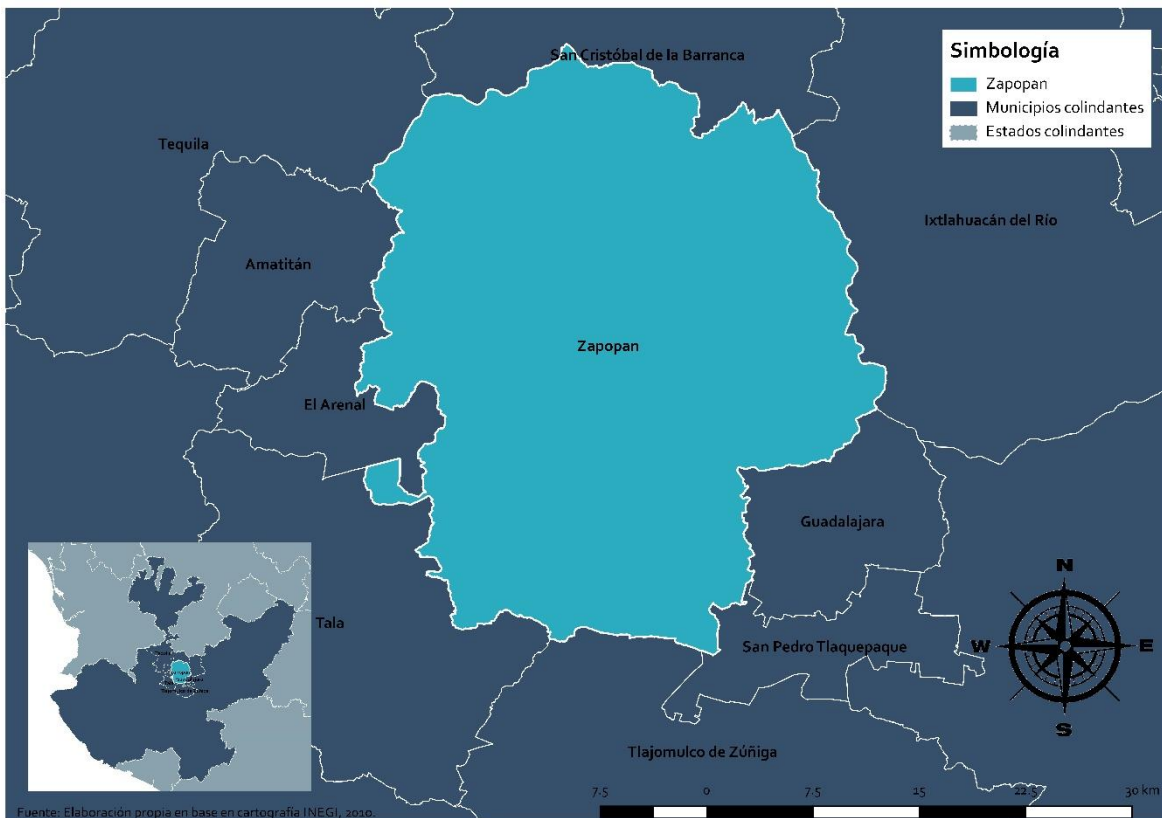 San Cristóbal de la Barranca
Simbología
Zapopan
Municipios colindantes
Estados colindantes
Tequila
Ixtlahuacán del Río
Amatitán
Zapopan
El Arenal
Guadalajara
N
Tala
San Pedro Tlaquepaque
W
E
S
Tlajomulco de Zúñiga
7.5 0 7.5 15 22.5 30 km
Fuente: Elaboración propia en base en cartografía INEGI, 2010.